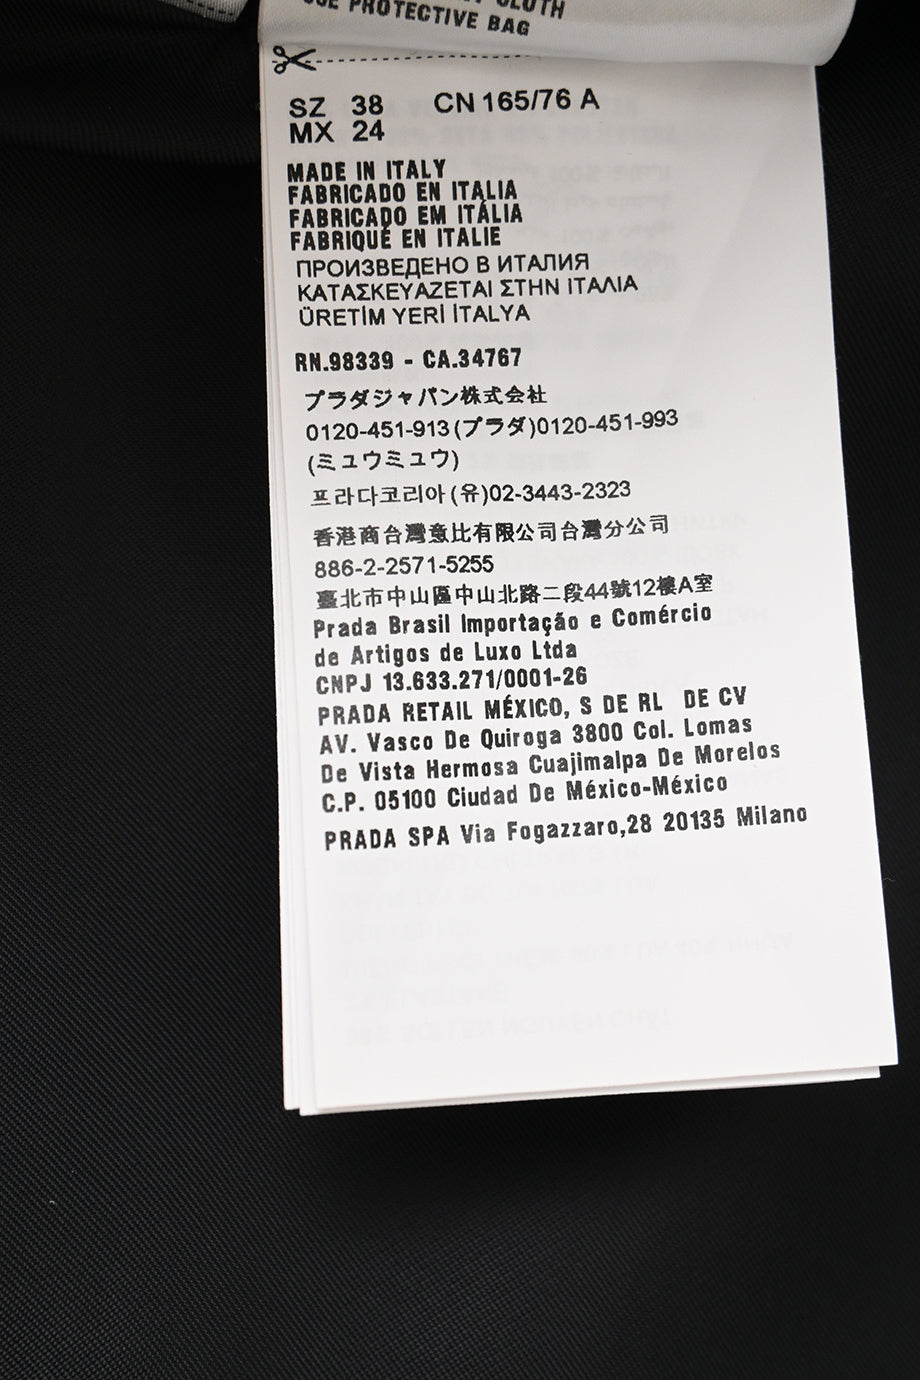 CLOTH
USE PROTECTIVE BAG
SZ 38 CN 165/76 A
MX 24
MADE IN ITALY
FABRICADO EN ITALIA
FABRICADO EM ITÁLIA
FABRIQUÉ EN ITALIE
ПРОИЗВЕДЕНО В ИТАЛИЯ
ΚΑΤΑΣΚΕΥΑΖΕΤΑΙ ΣΤΗΝ ΙΤΑΛΙΑ
ÜRETİM YERİ İTALYA
RN.98339 - CA.34767
プラダジャパン株式会社
0120-451-913(プラダ)0120-451-993
(ミュウミュウ)
프라다코리아(유)02-3443-2323
香港商台灣意比有限公司台灣分公司
886-2-2571-5255
臺北市中山區中山北路二段44號12樓A室
Prada Brasil Importação e Comércio
de Artigos de Luxo Ltda
CNPJ 13.633.271/0001-26
PRADA RETAIL MÉXICO, S DE RL DE CV
AV. Vasco De Quiroga 3800 Col. Lomas
De Vista Hermosa Cuajimalpa De Morelos
C.P. 05100 Ciudad De México-México
PRADA SPA Via Fogazzaro,28 20135 Milano